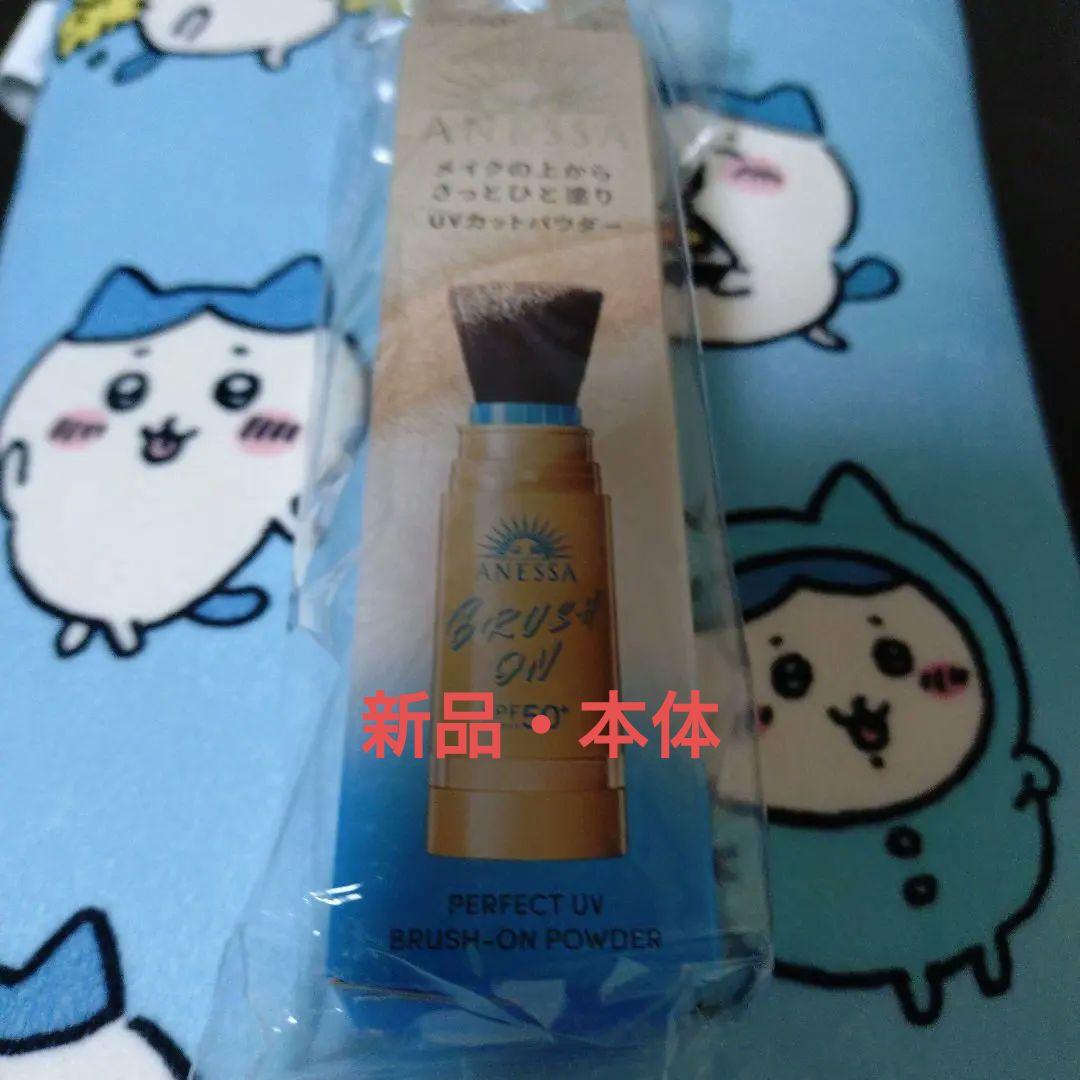 ANESSA
メイクの上から
さっとひと塗り
UVカットパウダー
ANESSA
BRUSH
ON
SPF50+
新品・本体
PERFECT UV
BRUSH-ON POWDER